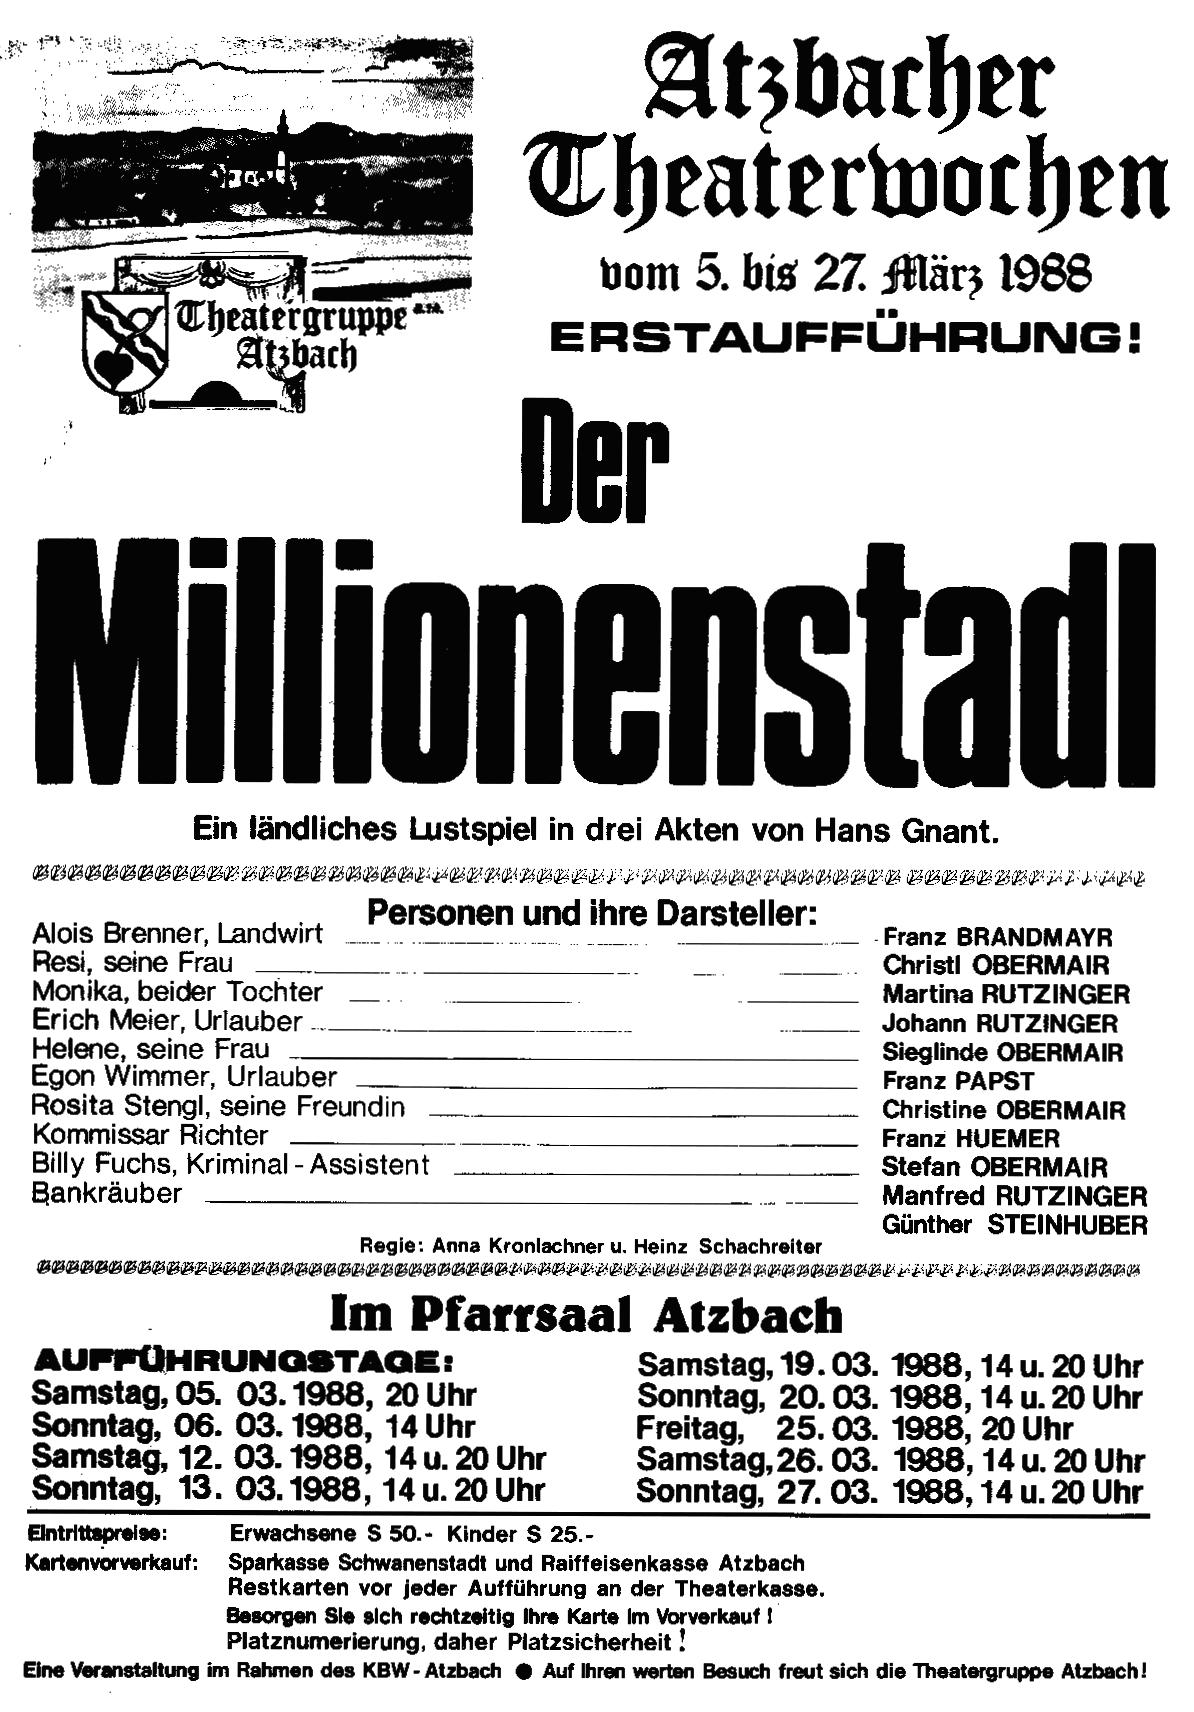 Atzbacher
Theaterwochen
vom 5. bis 27. März 1988
ERSTAUFFÜHRUNG!
Theatergruppe
Atzbach
Der
Millionenstadl
Ein ländliches Lustspiel in drei Akten von Hans Gnant.
Personen und ihre Darsteller:
Alois Brenner, Landwirt Franz BRANDMAYR
Resi, seine Frau Christl OBERMAIR
Monika, beider Tochter Martina RUTZINGER
Erich Meier, Urlauber Johann RUTZINGER
Helene, seine Frau Sieglinde OBERMAIR
Egon Wimmer, Urlauber Franz PAPST
Rosita Stengl, seine Freundin Christine OBERMAIR
Kommissar Richter Franz HUEMER
Billy Fuchs, Kriminal-Assistent Stefan OBERMAIR
Bankräuber Manfred RUTZINGER
Günther STEINHUBER
Regie: Anna Kronlachner u. Heinz Schachreiter
Im Pfarrsaal Atzbach
AUFFÜHRUNGSTAGE:
Samstag, 05. 03. 1988, 20 Uhr
Sonntag, 06. 03. 1988, 14 Uhr
Samstag, 12. 03. 1988, 14 u. 20 Uhr
Sonntag, 13. 03. 1988, 14 u. 20 Uhr
Samstag, 19. 03. 1988, 14 u. 20 Uhr
Sonntag, 20. 03. 1988, 14 u. 20 Uhr
Freitag, 25. 03. 1988, 20 Uhr
Samstag, 26. 03. 1988, 14 u. 20 Uhr
Sonntag, 27. 03. 1988, 14 u. 20 Uhr
Eintrittspreise: Erwachsene S 50.- Kinder S 25.-
Kartenvorverkauf: Sparkasse Schwanenstadt und Raiffeisenkasse Atzbach
Restkarten vor jeder Aufführung an der Theaterkasse.
Besorgen Sie sich rechtzeitig Ihre Karte im Vorverkauf!
Platznumerierung, daher Platzsicherheit!
Eine Veranstaltung im Rahmen des KBW-Atzbach ● Auf Ihren werten Besuch freut sich die Theatergruppe Atzbach!